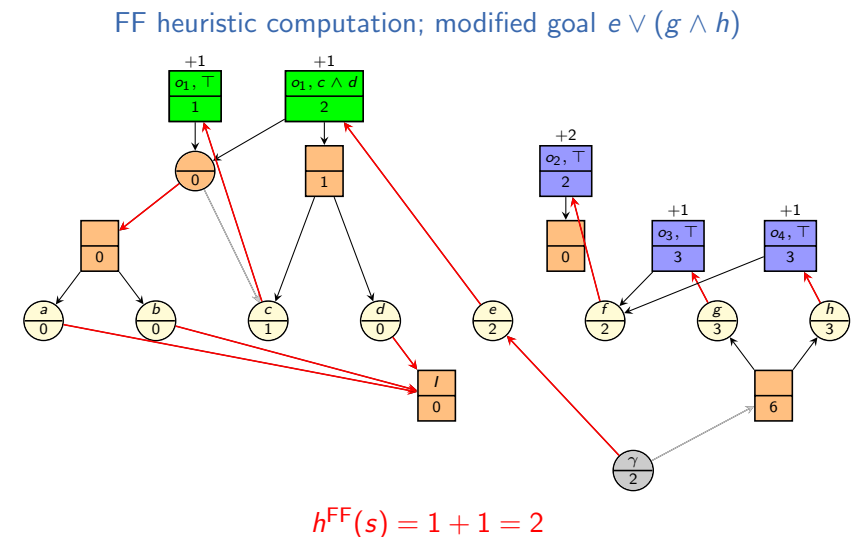 FF heuristic computation; modified goal e ∨ (g ∧ h)
+1
+1
o₁, ⊤
1
o₁, c ∧ d
2
+2
o₂, ⊤
2
0
1
+1
+1
0
0
o₃, ⊤
3
o₄, ⊤
3
a
0
b
0
c
1
d
0
e
2
f
2
g
3
h
3
I
0
6
γ
2
h^FF(s) = 1 + 1 = 2